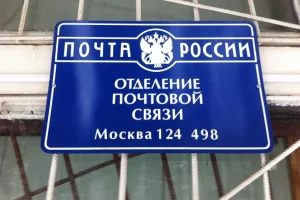 ПОЧТА РОССИИ
ОТДЕЛЕНИЕ
ПОЧТОВОЙ
СВЯЗИ
Москва 124 498